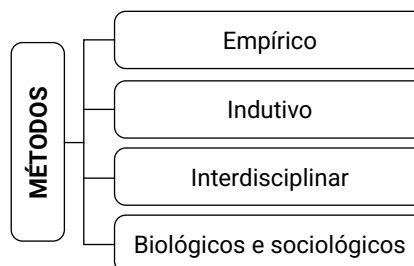 MÉTODOS
Empírico
Indutivo
Interdisciplinar
Biológicos e sociológicos